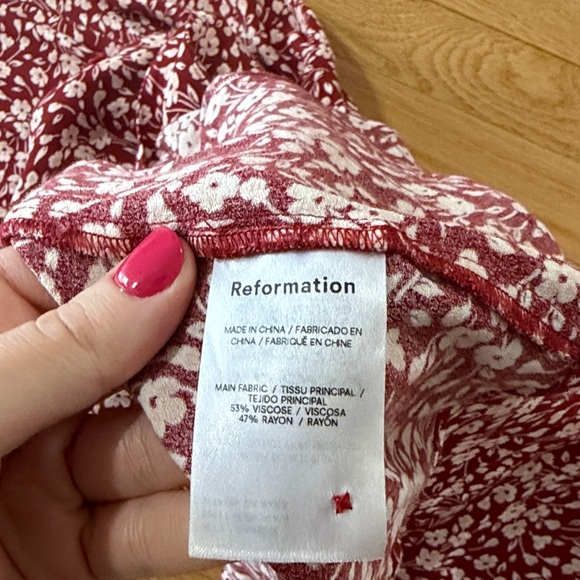 Reformation
MADE IN CHINA / FABRICADO EN
CHINA / FABRIQUÉ EN CHINE
MAIN FABRIC / TISSU PRINCIPAL /
TEJIDO PRINCIPAL
53% VISCOSE / VISCOSA
47% RAYON / RAYÓN